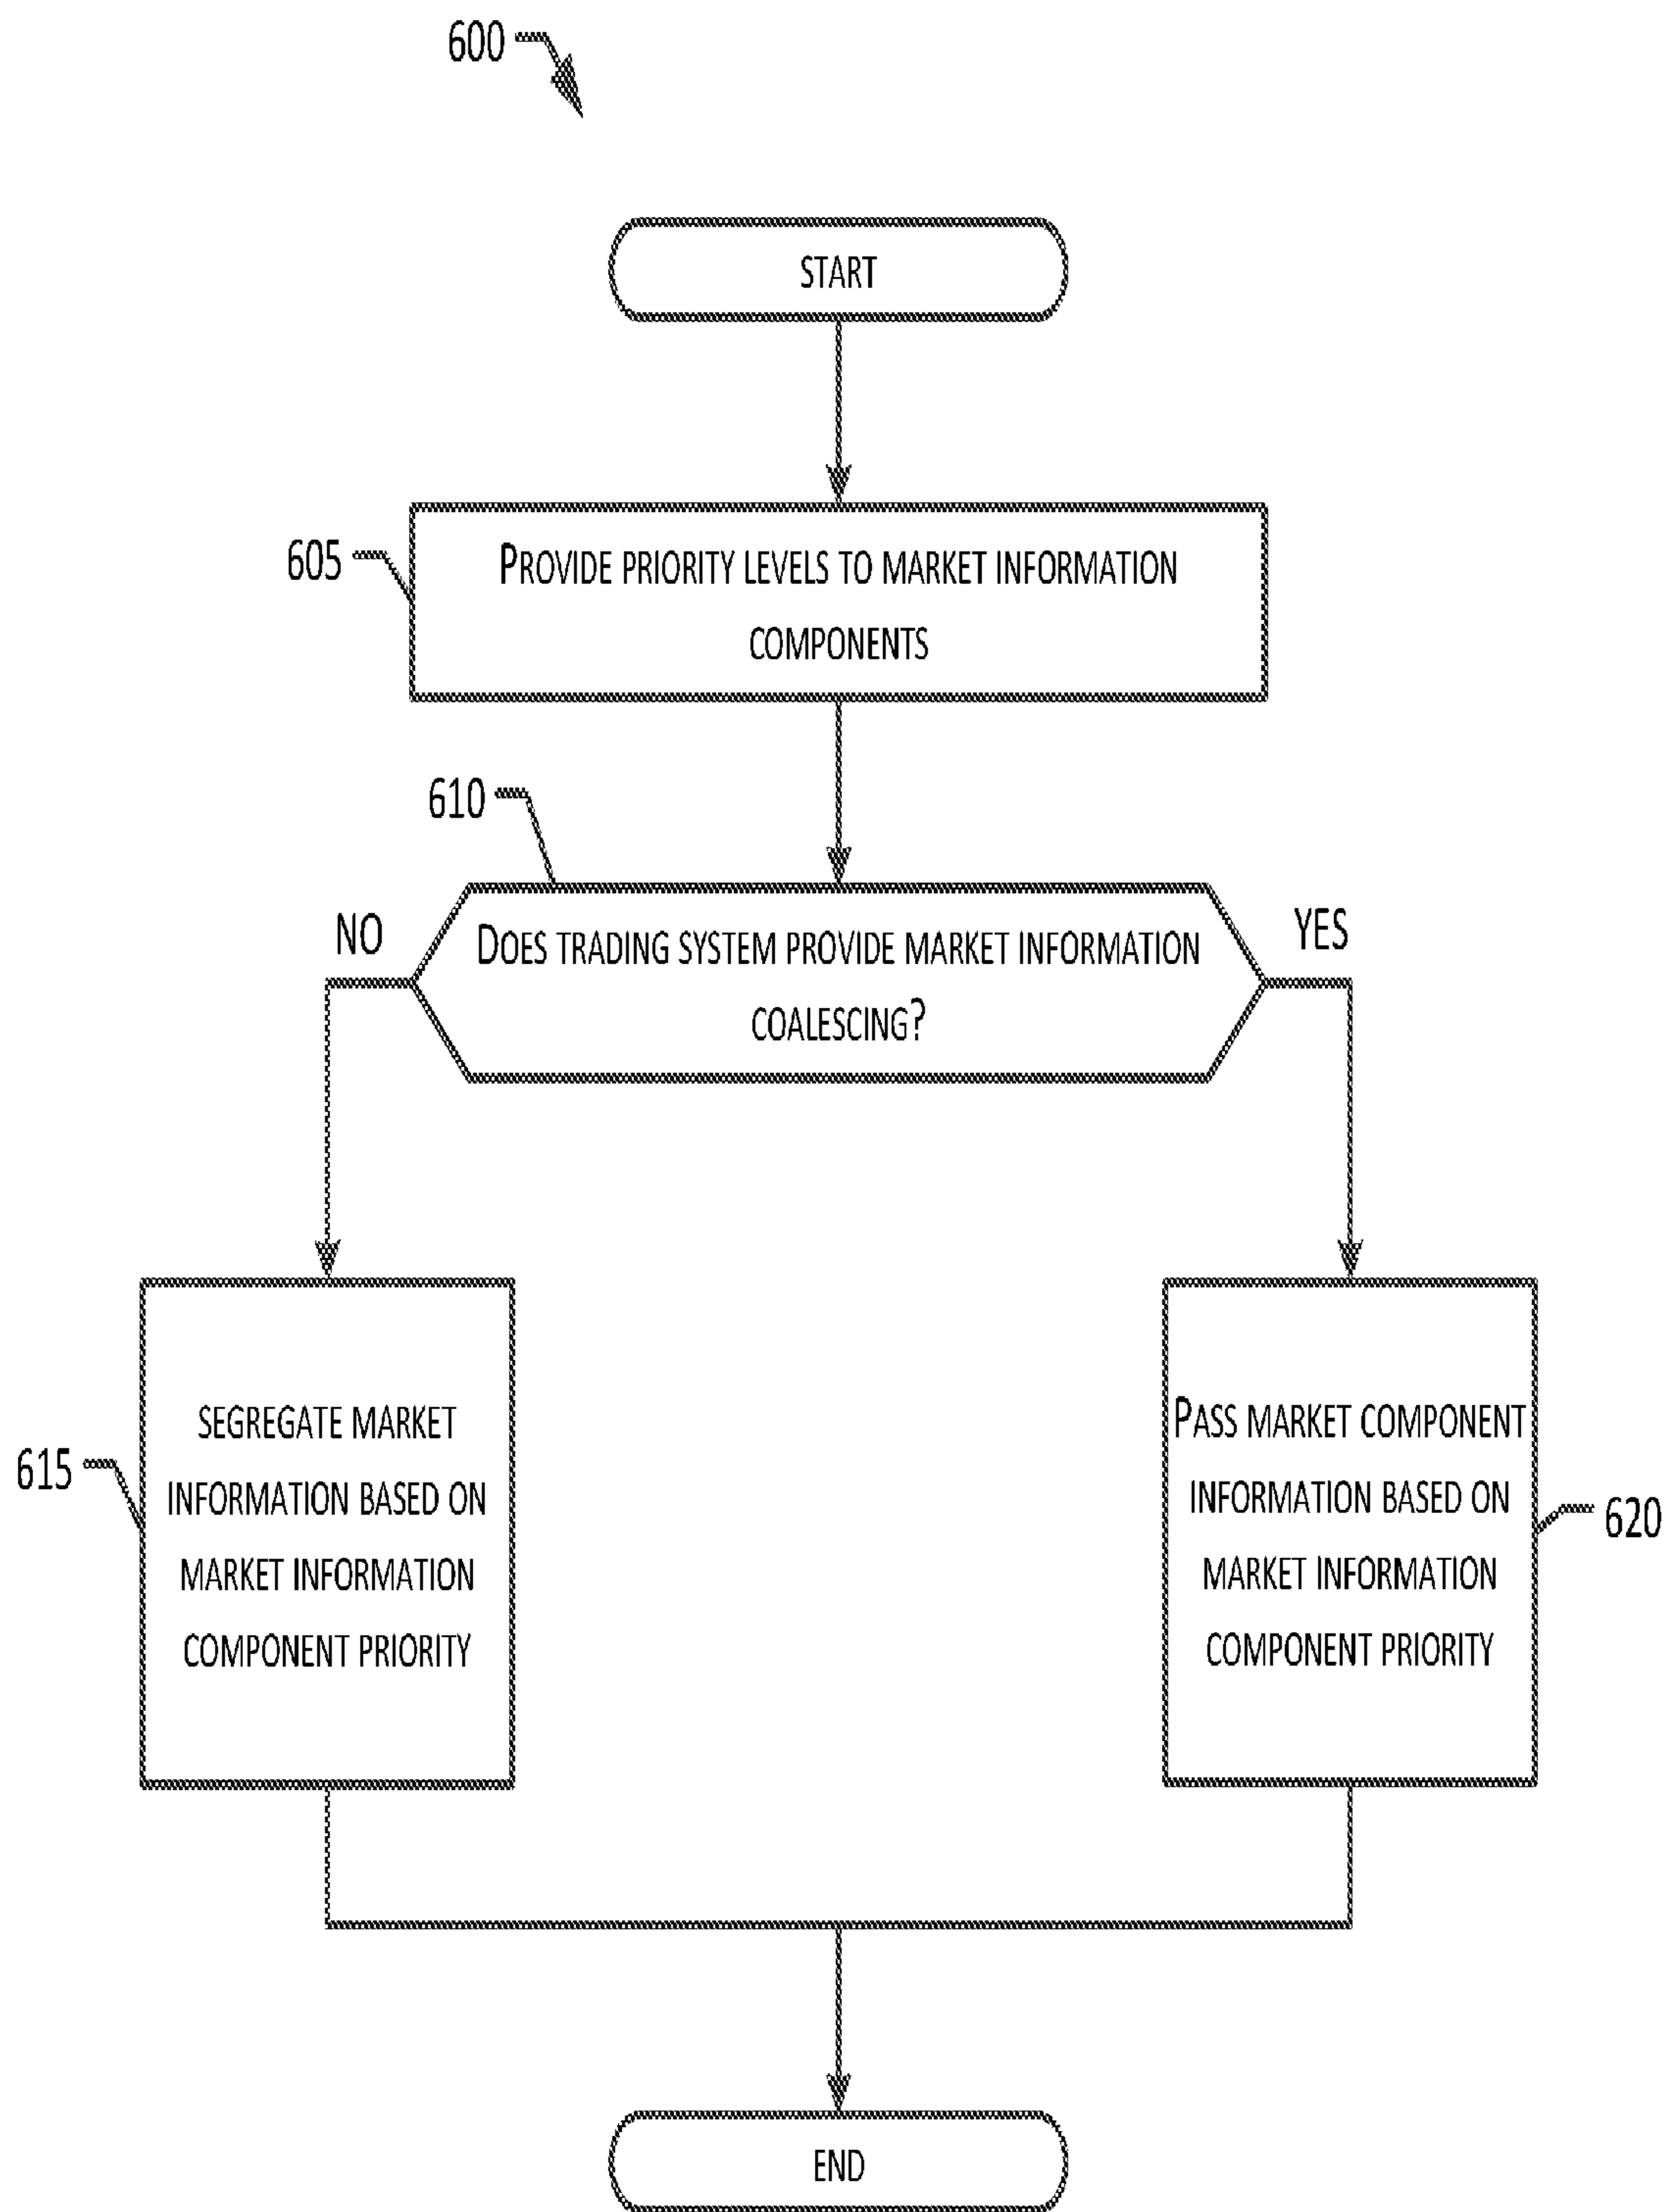 600
START
605
PROVIDE PRIORITY LEVELS TO MARKET INFORMATION
COMPONENTS
610
NO
DOES TRADING SYSTEM PROVIDE MARKET INFORMATION
COALESCING?
YES
615
SEGREGATE MARKET
INFORMATION BASED ON
MARKET INFORMATION
COMPONENT PRIORITY
PASS MARKET COMPONENT
INFORMATION BASED ON
MARKET INFORMATION
COMPONENT PRIORITY
620
END